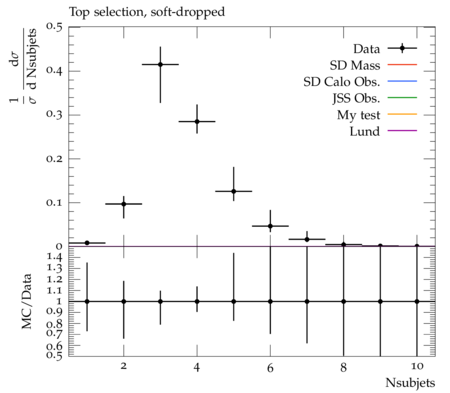 Top selection, soft-dropped
1/σ dσ/d Nsubjets
0.5
0.4
0.3
0.2
0.1
0
Data
SD Mass
SD Calo Obs.
JSS Obs.
My test
Lund
MC/Data
1.4
1.3
1.2
1.1
1
0.9
0.8
0.7
0.6
0.5
2
4
6
8
10
Nsubjets